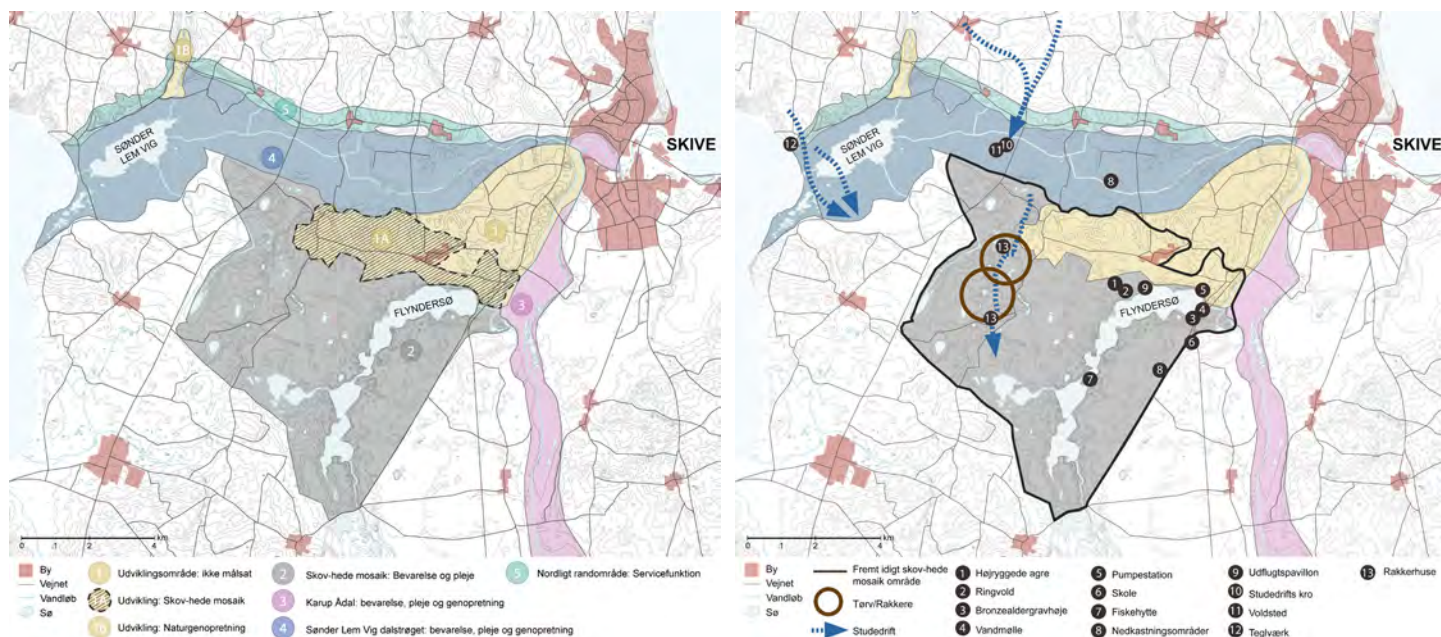 1B
5
SØNDER
LEM VIG
4
SKIVE
1A
1
FLYNDERSØ
3
2
0 2 4 km
By
Vejnet
Vandløb
Sø
1 Udviklingsområde: ikke målsat
1a Udvikling: Skov-hede mosaik
1b Udvikling: Naturgenopretning
2 Skov-hede mosaik: Bevarelse og pleje
3 Karup Ådal: bevarelse, pleje og genopretning
4 Sønder Lem Vig dalstrøget: bevarelse, pleje og genopretning
5 Nordligt randområde: Servicefunktion
12
SØNDER
LEM VIG
11 10
SKIVE
8
13
1 2 9 5
FLYNDERSØ
4
3
13
6
7
8
0 2 4 km
By
Vejnet
Vandløb
Sø
Fremt idigt skov-hede
mosaik område
Tørv/Rakkere
Studedrift
1 Højryggede agre
2 Ringvold
3 Bronzealdergravhøje
4 Vandmølle
5 Pumpestation
6 Skole
7 Fiskehytte
8 Nedkastningsområder
9 Udflugtspavillon
10 Studedrifts kro
11 Voldsted
12 Teglværk
13 Rakkerhuse